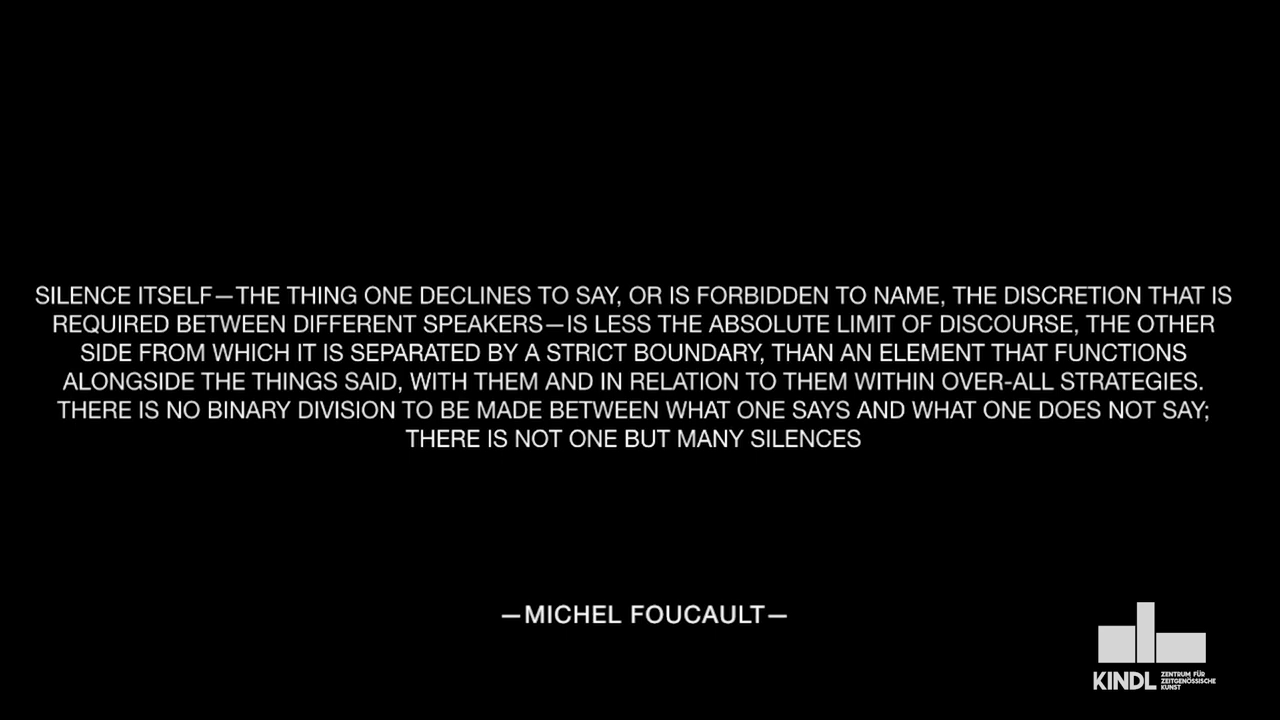 SILENCE ITSELF—THE THING ONE DECLINES TO SAY, OR IS FORBIDDEN TO NAME, THE DISCRETION THAT IS
REQUIRED BETWEEN DIFFERENT SPEAKERS—IS LESS THE ABSOLUTE LIMIT OF DISCOURSE, THE OTHER
SIDE FROM WHICH IT IS SEPARATED BY A STRICT BOUNDARY, THAN AN ELEMENT THAT FUNCTIONS
ALONGSIDE THE THINGS SAID, WITH THEM AND IN RELATION TO THEM WITHIN OVER-ALL STRATEGIES.
THERE IS NO BINARY DIVISION TO BE MADE BETWEEN WHAT ONE SAYS AND WHAT ONE DOES NOT SAY;
THERE IS NOT ONE BUT MANY SILENCES
—MICHEL FOUCAULT—
KINDL
ZENTRUM FÜR
ZEITGENÖSSISCHE
KUNST